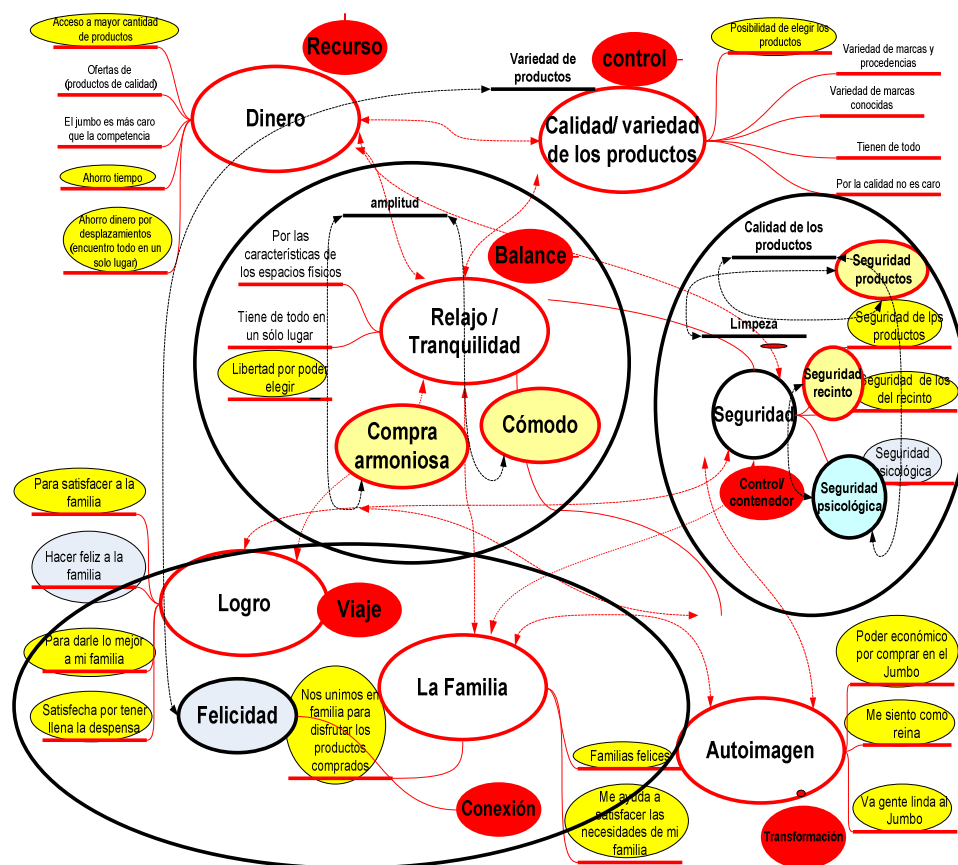 Acceso a mayor cantidad
de productos
Ofertas de
(productos de calidad)
El jumbo es más caro
que la competencia
Ahorro tiempo
Ahorro dinero por
desplazamientos
(encuentro todo en un
solo lugar)
Recurso
Dinero
Variedad de
productos
control
Calidad/ variedad
de los productos
Posibilidad de elegir los
productos
Variedad de marcas y
procedencias
Variedad de marcas
conocidas
Tienen de todo
Por la calidad no es caro
amplitud
Por las
características de
los espacios físicos
Tiene de todo en
un sólo lugar
Libertad por poder
elegir
Balance
Relajo /
Tranquilidad
Compra
armoniosa
Cómodo
Calidad de los
productos
Seguridad
productos
Limpeza
Seguridad de lps
productos
Seguridad
recinto
Seguridad de los
del recinto
Seguridad
Seguridad
psicológica
Control/
contenedor
Seguridad
psicológica
Para satisfacer a la
familia
Hacer feliz a la
familia
Para darle lo mejor
a mi familia
Satisfecha por tener
llena la despensa
Logro
Viaje
Felicidad
Nos unimos en
familia para
disfrutar los
productos
comprados
La Familia
Conexión
Familias felices
Me ayuda a
satisfacer las
necesidades de mi
familia
Autoimagen
Transformación
Poder económico
por comprar en el
Jumbo
Me siento como
reina
Va gente linda al
Jumbo